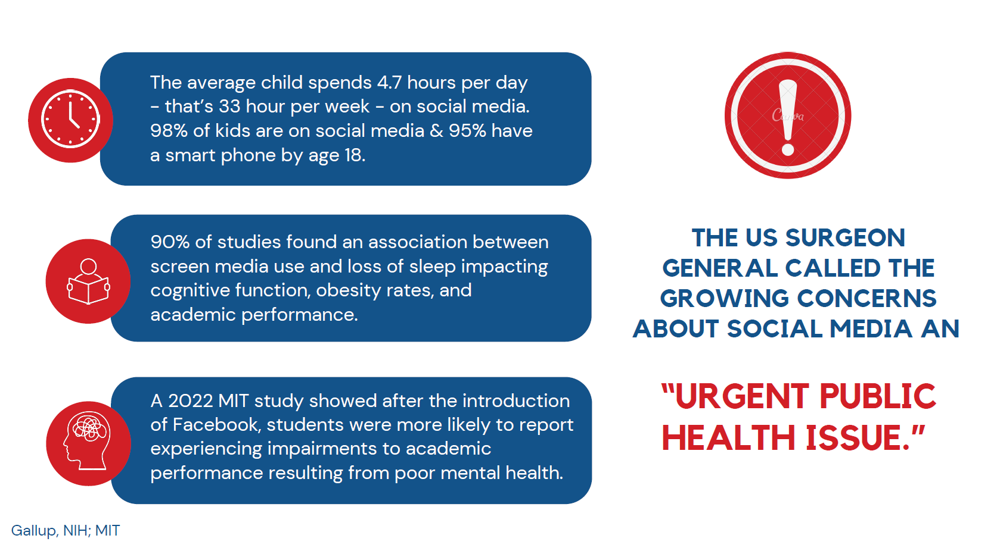 The average child spends 4.7 hours per day
– that's 33 hour per week – on social media.
98% of kids are on social media & 95% have
a smart phone by age 18.
90% of studies found an association between
screen media use and loss of sleep impacting
cognitive function, obesity rates, and
academic performance.
A 2022 MIT study showed after the introduction
of Facebook, students were more likely to report
experiencing impairments to academic
performance resulting from poor mental health.
Gallup, NIH; MIT
Canva
THE US SURGEON
GENERAL CALLED THE
GROWING CONCERNS
ABOUT SOCIAL MEDIA AN
“URGENT PUBLIC
HEALTH ISSUE.”